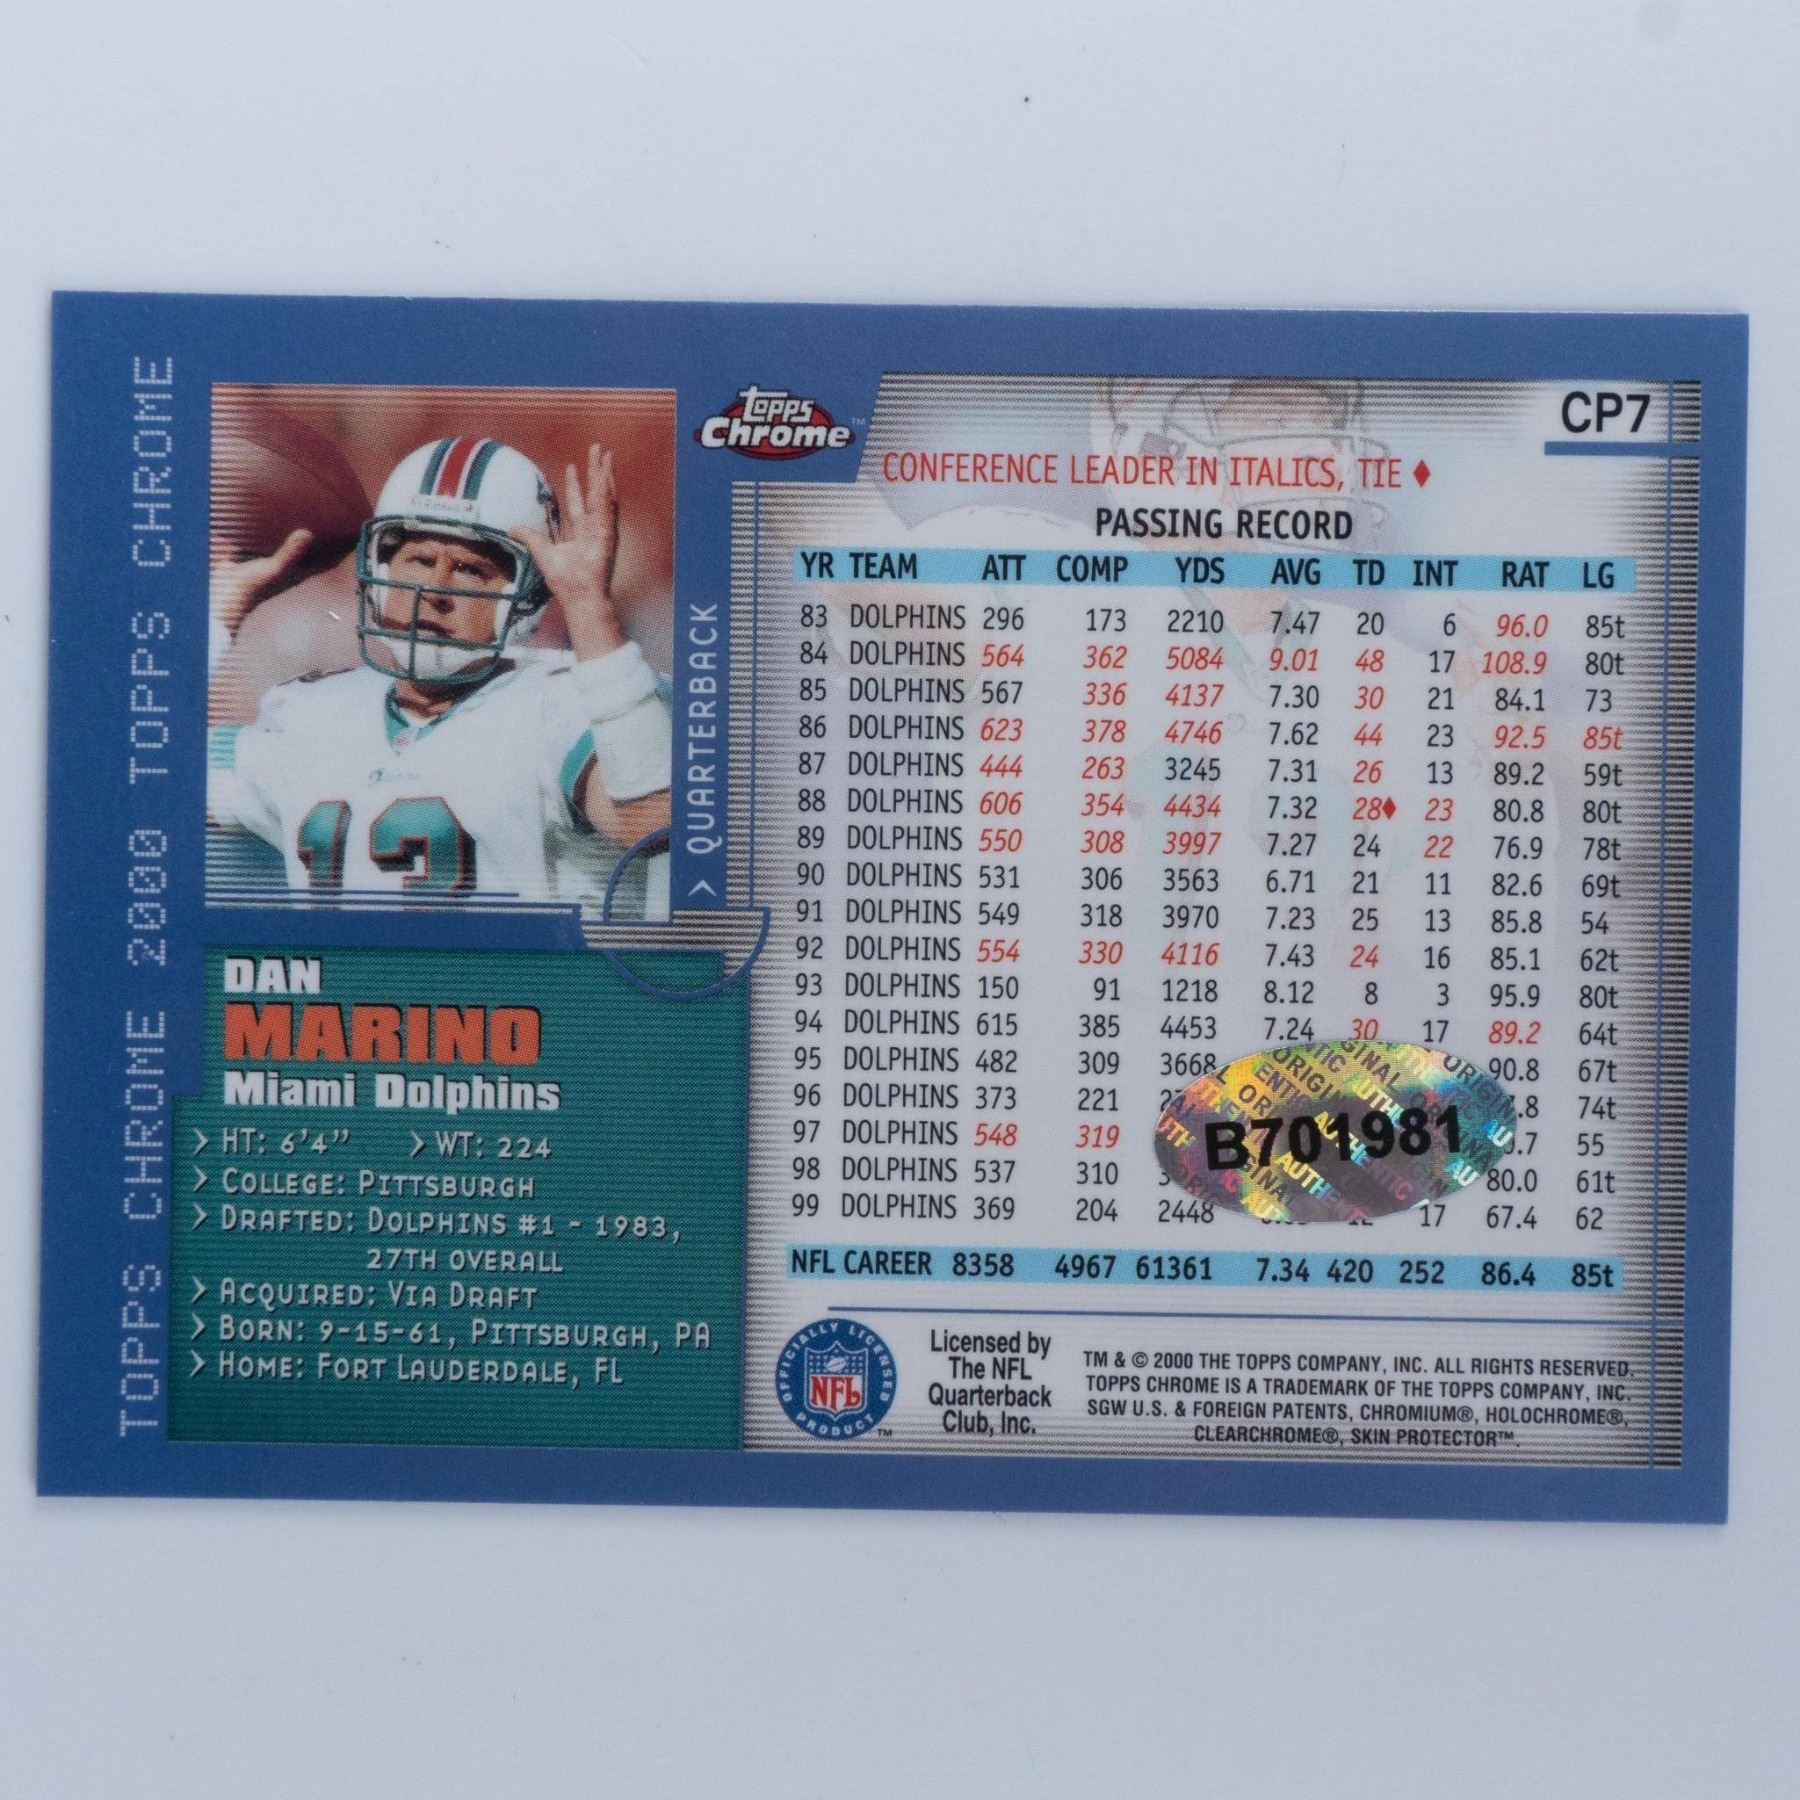 TOPPS CHROME 2000 TOPPS CHROME
topps
Chrome™
CP7
CONFERENCE LEADER IN ITALICS, TIE ♦
PASSING RECORD
YR TEAM ATT COMP YDS AVG TD INT RAT LG
83 DOLPHINS 296 173 2210 7.47 20 6 96.0 85t
84 DOLPHINS 564 362 5084 9.01 48 17 108.9 80t
85 DOLPHINS 567 336 4137 7.30 30 21 84.1 73
86 DOLPHINS 623 378 4746 7.62 44 23 92.5 85t
87 DOLPHINS 444 263 3245 7.31 26 13 89.2 59t
88 DOLPHINS 606 354 4434 7.32 28♦ 23 80.8 80t
89 DOLPHINS 550 308 3997 7.27 24 22 76.9 78t
90 DOLPHINS 531 306 3563 6.71 21 11 82.6 69t
91 DOLPHINS 549 318 3970 7.23 25 13 85.8 54
92 DOLPHINS 554 330 4116 7.43 24 16 85.1 62t
93 DOLPHINS 150 91 1218 8.12 8 3 95.9 80t
94 DOLPHINS 615 385 4453 7.24 30 17 89.2 64t
95 DOLPHINS 482 309 3668 90.8 67t
96 DOLPHINS 373 221 74t
97 DOLPHINS 548 319 55
98 DOLPHINS 537 310 80.0 61t
99 DOLPHINS 369 204 2448 17 67.4 62
NFL CAREER 8358 4967 61361 7.34 420 252 86.4 85t
B701981
> QUARTERBACK
13
DAN
MARINO
Miami Dolphins
> HT: 6'4" > WT: 224
> COLLEGE: PITTSBURGH
> DRAFTED: DOLPHINS #1 - 1983,
27TH OVERALL
> ACQUIRED: VIA DRAFT
> BORN: 9-15-61, PITTSBURGH, PA
> HOME: FORT LAUDERDALE, FL
OFFICIALLY LICENSED
NFL
PRODUCT ™
Licensed by
The NFL
Quarterback
Club, Inc.
TM & © 2000 THE TOPPS COMPANY, INC. ALL RIGHTS RESERVED.
TOPPS CHROME IS A TRADEMARK OF THE TOPPS COMPANY, INC.
SGW U.S. & FOREIGN PATENTS, CHROMIUM®, HOLOCHROME®,
CLEARCHROME®, SKIN PROTECTOR™.